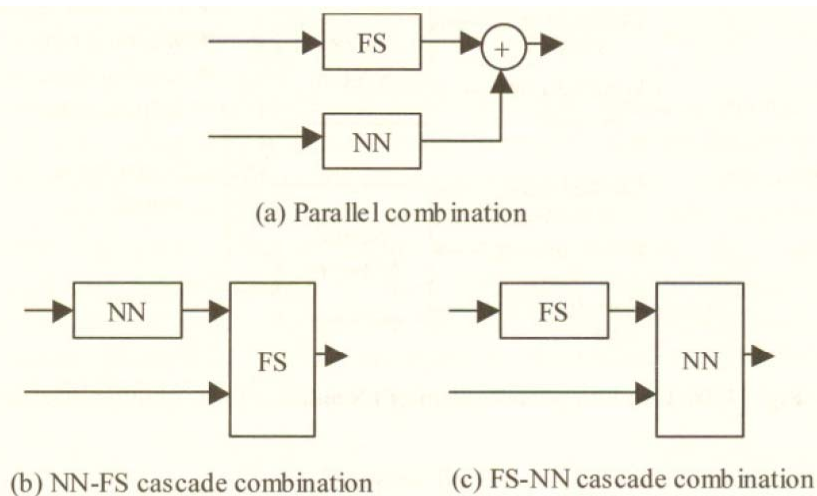 FS
+
NN
(a) Parallel combination
NN
FS
(b) NN-FS cascade combination
FS
NN
(c) FS-NN cascade combination